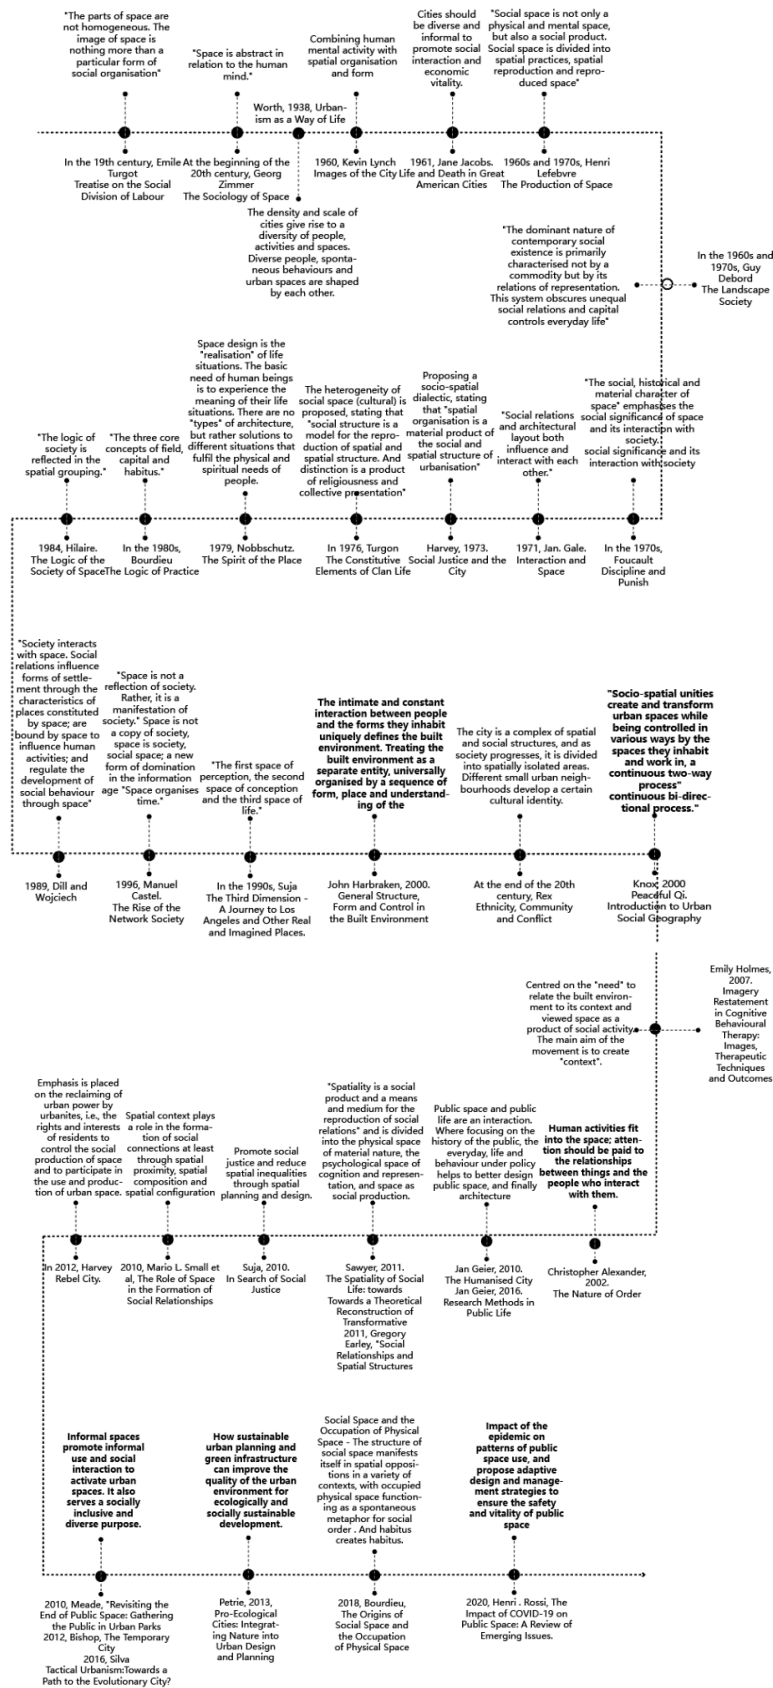 "The parts of space are
not homogeneous. The
image of space is
nothing more than a
particular form of
social organisation"
"Space is abstract in
relation to the human
mind."
Combining human
mental activity with
spatial organisation
and form
Cities should
be diverse and
informal to
promote social
interaction and
economic
vitality.
"Social space is not only a
physical and mental space,
but also a social product.
Social space is divided into
spatial practices, spatial
reproduction and repro-
duced space"
Worth, 1938, Urban-
ism as a Way of Life
In the 19th century, Emile
Turgot
Treatise on the Social
Division of Labour
At the beginning of the
20th century, Georg
Zimmer
The Sociology of Space
1960, Kevin Lynch
Images of the City
1961, Jane Jacobs.
Life and Death in Great
American Cities
1960s and 1970s, Henri
Lefebvre
The Production of Space
The density and scale of
cities give rise to a
diversity of people,
activities and spaces.
Diverse people, sponta-
neous behaviours and
urban spaces are shaped
by each other.
"The dominant nature of
contemporary social
existence is primarily
characterised not by a
commodity but by its
relations of representation.
This system obscures unequal
social relations and capital
controls everyday life"
In the 1960s and
1970s, Guy
Debord
The Landscape
Society
"The logic of
society is
reflected in the
spatial grouping."
"The three core
concepts of field,
capital and
habitus."
Space design is the
"realisation" of life
situations. The basic
need of human beings
is to experience the
meaning of their life
situations. There are no
"types" of architecture,
but rather solutions to
different situations that
fulfil the physical and
spiritual needs of
people.
The heterogeneity of
social space (cultural) is
proposed, stating that
"social structure is a
model for the repro-
duction of spatial and
spatial structure. And
distinction is a product
of religiousness and
collective presentation"
Proposing a
socio-spatial
dialectic, stating
that "spatial
organisation is a
material product of
the social and
spatial structure of
urbanisation"
"Social relations
and architectural
layout both
influence and
interact with each
other."
"The social, historical and
material character of
space" emphasises the
social significance of space
and its interaction with
society.
social significance and its
interaction with society
1984, Hilaire.
The Logic of the
Society of Space
In the 1980s,
Bourdieu
The Logic of Practice
1979, Nobbschutz.
The Spirit of the Place
In 1976, Turgon
The Constitutive
Elements of Clan Life
Harvey, 1973.
Social Justice and the
City
1971, Jan. Gale.
Interaction and
Space
In the 1970s,
Foucault
Discipline and
Punish
"Society interacts
with space. Social
relations influence
forms of settle-
ment through the
characteristics of
places constituted
by space; are
bound by space to
influence human
activities; and
regulate the
development of
social behaviour
through space"
"Space is not a
reflection of society.
Rather, it is a
manifestation of
society." Space is not
a copy of society,
space is society,
social space; a new
form of domination in
the information
age "Space organises
time."
"The first space of
perception, the second
space of conception
and the third space of
life."
The intimate and constant
interaction between people
and the forms they inhabit
uniquely defines the built
environment. Treating the
built environment as a
separate entity, universally
organised by a sequence of
form, place and understand-
ing of the
The city is a complex of spatial
and social structures, and as
society progresses, it is divided
into spatially isolated areas.
Different small urban neigh-
bourhoods develop a certain
cultural identity.
"Socio-spatial unities
create and transform
urban spaces while
being controlled in
various ways by the
spaces they inhabit
and work in, a
continuous two-way
process"
continuous bi-direc-
tional process."
1989, Dill and
Wojciech
1996, Manuel
Castel.
The Rise of the
Network Society
In the 1990s, Suja
The Third Dimension -
A Journey to Los
Angeles and Other Real
and Imagined Places.
John Harbraken, 2000.
General Structure,
Form and Control in
the Built Environment
At the end of the 20th
century, Rex
Ethnicity, Community
and Conflict
Knox, 2000
Peaceful Qi.
Introduction to Urban
Social Geography
Centred on the "need" to
relate the built environ-
ment to its context and
viewed space as a
product of social activity.
The main aim of the
movement is to create
"context".
Emily Holmes,
2007.
Imagery
Restatement
in Cognitive
Behavioural
Therapy:
Images,
Therapeutic
Techniques
and Outcomes
Emphasis is placed
on the reclaiming of
urban power by
urbanites, i.e., the
rights and interests
of residents to
control the social
production of space
and to participate in
the use and produc-
tion of urban space.
Spatial context plays
a role in the forma-
tion of social
connections at least
through spatial
proximity, spatial
composition and
spatial configuration
Promote social
justice and reduce
spatial inequalities
through spatial
planning and design.
"Spatiality is a social
product and a means
and medium for the
reproduction of social
relations" and is divided
into the physical space
of material nature, the
psychological space of
cognition and represen-
tation, and space as
social production.
Public space and public
life are an interaction.
Where focusing on the
history of the public, the
everyday, life and
behaviour under policy
helps to better design
public space, and finally
architecture
Human activities fit
into the space; atten-
tion should be paid to
the relationships
between things and the
people who interact
with them.
In 2012, Harvey
Rebel City.
2010, Mario L. Small et
al, The Role of Space
in the Formation of
Social Relationships
Suja, 2010.
In Search of Social
Justice
Sawyer, 2011.
The Spatiality of Social
Life: towards
Towards a Theoretical
Reconstruction of
Transformative
2011, Gregory
Earley, "Social
Relationships and
Spatial Structures
Jan Geier, 2010.
The Humanised City
Jan Geier, 2016.
Research Methods in
Public Life
Christopher Alexander,
2002.
The Nature of Order
Informal spaces
promote informal
use and social
interaction to
activate urban
spaces. It also
serves a socially
inclusive and
diverse purpose.
How sustainable
urban planning and
green infrastructure
can improve the
quality of the urban
environment for
ecologically and
socially sustainable
development.
Social Space and the
Occupation of Physical
Space - The structure of
social space manifests
itself in spatial opposi-
tions in a variety of
contexts, with occupied
physical space function-
ing as a spontaneous
metaphor for social
order . And habitus
creates habitus.
Impact of the
epidemic on
patterns of public
space use, and
propose adaptive
design and manage-
ment strategies to
ensure the safety
and vitality of public
space
2010, Meade, "Revisiting the
End of Public Space: Gathering
the Public in Urban Parks
2012, Bishop, The Temporary
City
2016, Silva
Tactical Urbanism:Towards a
Path to the Evolutionary City?
Petrie, 2013,
Pro-Ecological
Cities: Integrat-
ing Nature into
Urban Design
and Planning
2018, Bourdieu,
The Origins of
Social Space and
the Occupation
of Physical Space
2020, Henri . Rossi, The
Impact of COVID-19 on
Public Space: A Review of
Emerging Issues.